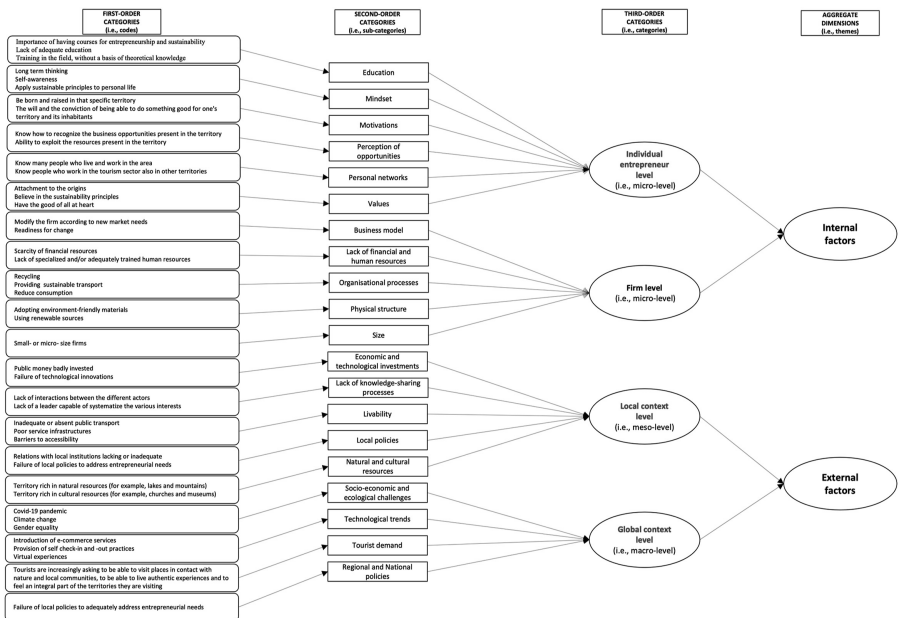 FIRST-ORDER
CATEGORIES
(i.e., codes)
SECOND-ORDER
CATEGORIES
(i.e., sub-categories)
THIRD-ORDER
CATEGORIES
(i.e., categories)
AGGREGATE
DIMENSIONS
(i.e., themes)
Importance of having courses for entrepreneurship and sustainability
Lack of adequate education
Training in the field, without a basis of theoretical knowledge
Long term thinking
Self-awareness
Apply sustainable principles to personal life
Be born and raised in that specific territory
The will and the conviction of being able to do something good for one's
territory and its inhabitants
Know how to recognize the business opportunities present in the territory
Ability to exploit the resources present in the territory
Know many people who live and work in the area
Know people who work in the tourism sector also in other territories
Attachment to the origins
Believe in the sustainability principles
Have the good of all at heart
Modify the firm according to new market needs
Readiness for change
Scarcity of financial resources
Lack of specialized and/or adequately trained human resources
Recycling
Providing sustainable transport
Reduce consumption
Adopting environment-friendly materials
Using renewable sources
Small- or micro- size firms
Public money badly invested
Failure of technological innovations
Lack of interactions between the different actors
Lack of a leader capable of systematize the various interests
Inadequate or absent public transport
Poor service infrastructures
Barriers to accessibility
Relations with local institutions lacking or inadequate
Failure of local policies to address entrepreneurial needs
Territory rich in natural resources (for example, lakes and mountains)
Territory rich in cultural resources (for example, churches and museums)
Covid-19 pandemic
Climate change
Gender equality
Introduction of e-commerce services
Provision of self check-in and -out practices
Virtual experiences
Tourists are increasingly asking to be able to visit places in contact with
nature and local communities, to be able to live authentic experiences and to
feel an integral part of the territories they are visiting
Failure of local policies to adequately address entrepreneurial needs
Education
Mindset
Motivations
Perception of
opportunities
Personal networks
Values
Business model
Lack of financial and
human resources
Organisational processes
Physical structure
Size
Economic and
technological investments
Lack of knowledge-sharing
processes
Livability
Local policies
Natural and cultural
resources
Socio-economic and
ecological challenges
Technological trends
Tourist demand
Regional and National
policies
Individual
entrepreneur
level
(i.e., micro-level)
Firm level
(i.e., micro-level)
Local context
level
(i.e., meso-level)
Global context
level
(i.e., macro-level)
Internal
factors
External
factors